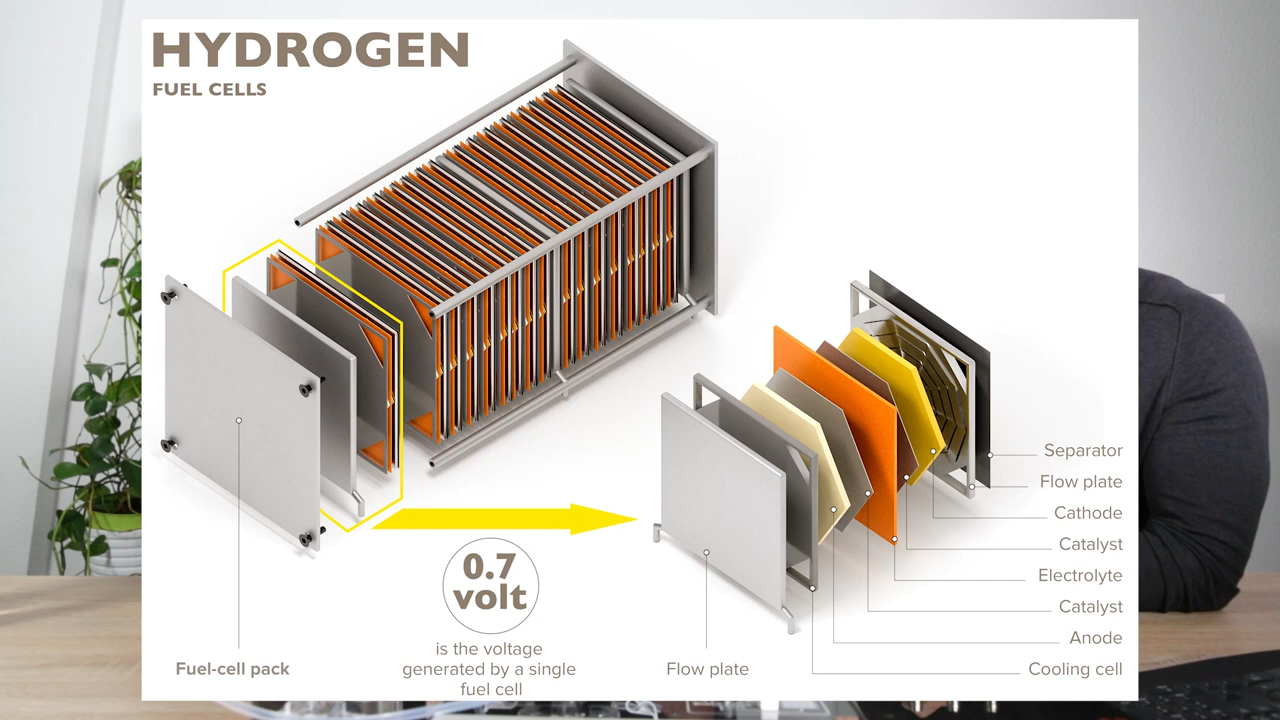 HYDROGEN
FUEL CELLS
Separator
Flow plate
Cathode
Catalyst
Electrolyte
Catalyst
Anode
Cooling cell
0.7
volt
is the voltage
generated by a single
fuel cell
Fuel-cell pack
Flow plate